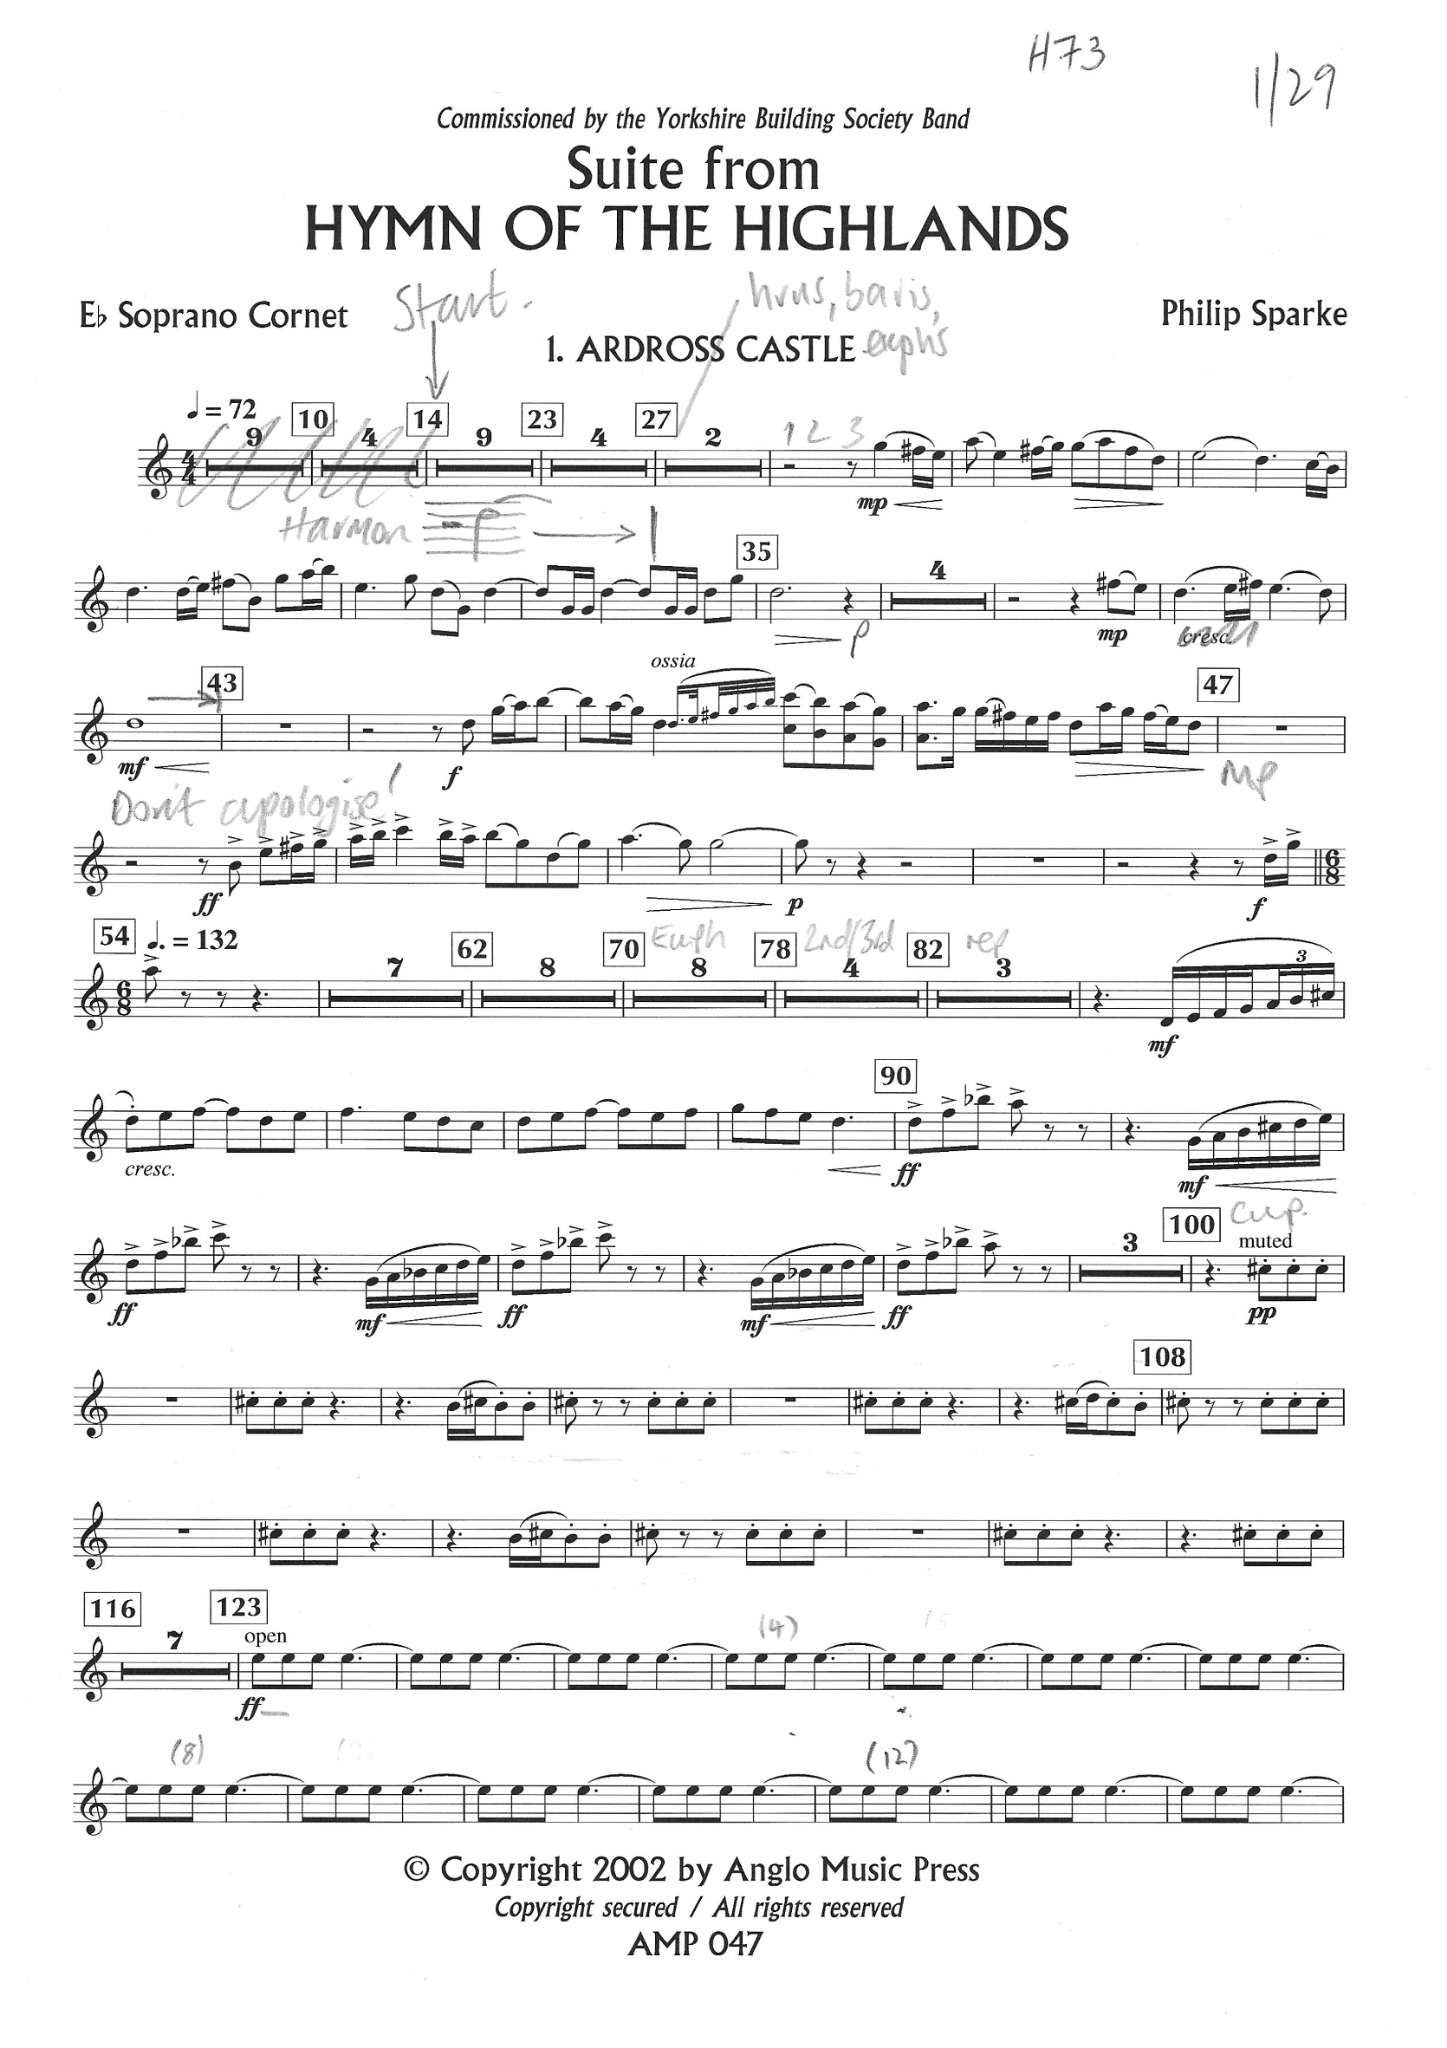 H73
1/29
Commissioned by the Yorkshire Building Society Band
Suite from
HYMN OF THE HIGHLANDS
E♭ Soprano Cornet
Start.
hrns, baris,
euph's
Philip Sparke
1. ARDROSS CASTLE
♩ = 72
10 14 23 27
9 4 9 4 2
1 2 3
mp
Harmon
35
4
p mp cresc.
43 ossia 47
mf f mp
Don't apologise!
ff p f
54 ♩. = 132 62 70 Euph 78 2nd/3rd 82 rep
7 8 8 4 3 3
mf
90
cresc. ff mf
100 cup.
3 muted
ff mf ff mf ff pp
108
116 123
7 open
(4) (5
ff
(8) (9) (12)
© Copyright 2002 by Anglo Music Press
Copyright secured / All rights reserved
AMP 047